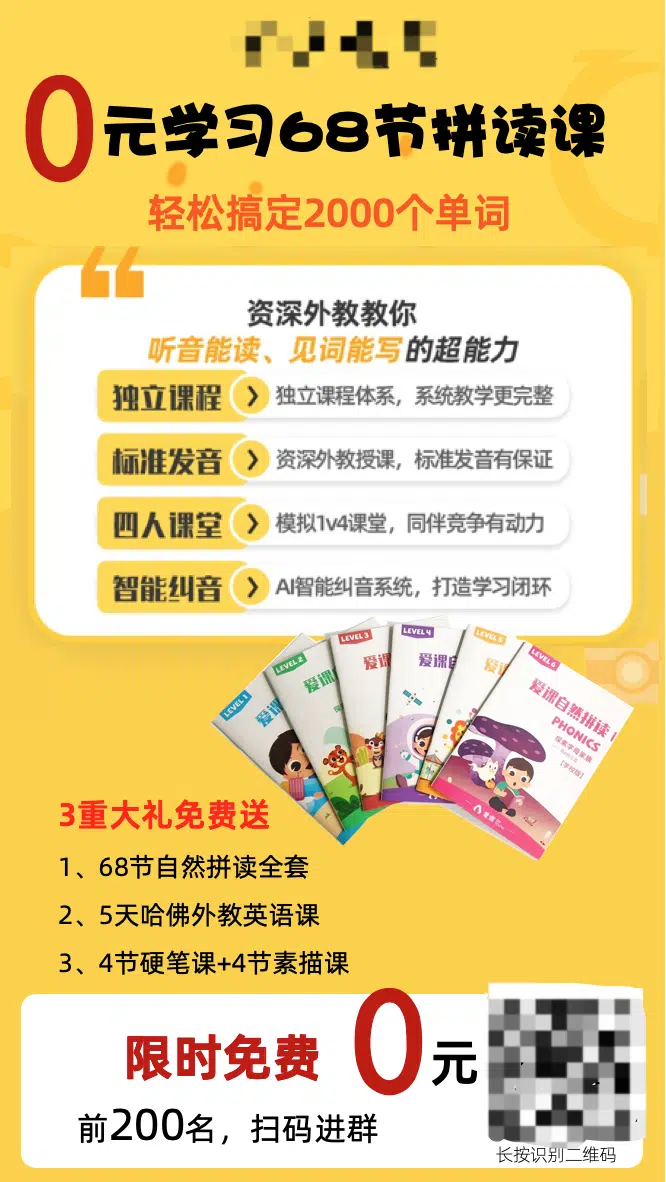 0元学习68节拼读课
轻松搞定2000个单词
资深外教教你
听音能读、见词能写的超能力
独立课程 独立课程体系，系统教学更完整
标准发音 资深外教授课，标准发音有保证
四人课堂 模拟1v4课堂，同伴竞争有动力
智能纠音 AI智能纠音系统，打造学习闭环
LEVEL 1
LEVEL 2
LEVEL 3
LEVEL 4
LEVEL 5
LEVEL 6
爱课自然拼读
PHONICS
探索字母家族
【学校版】
3重大礼免费送
1、68节自然拼读全套
2、5天哈佛外教英语课
3、4节硬笔课+4节素描课
限时免费 0元
前200名，扫码进群
长按识别二维码